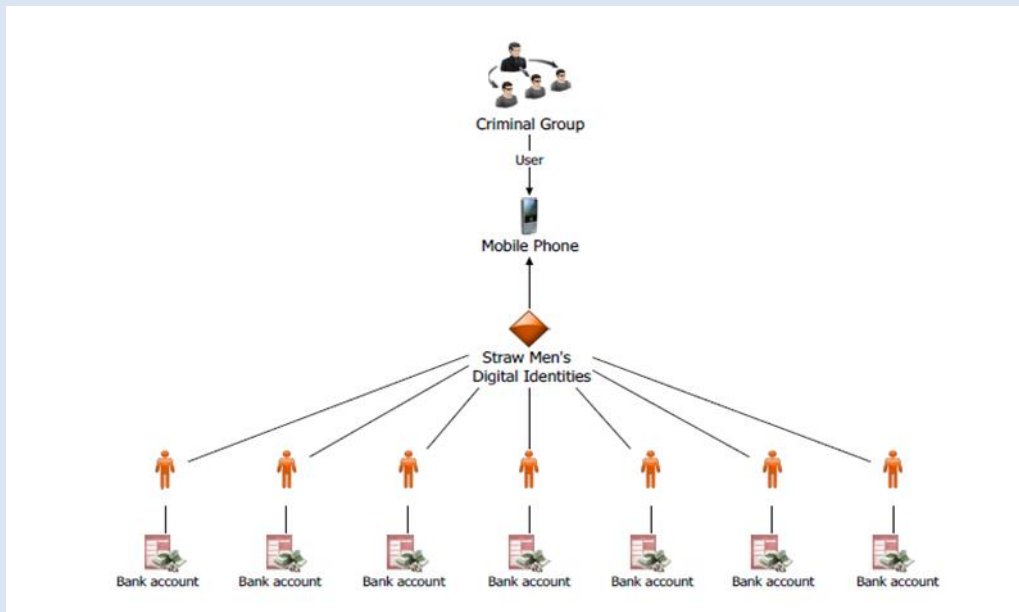 Criminal Group
User
Mobile Phone
Straw Men's
Digital Identities
Bank account Bank account Bank account Bank account Bank account Bank account Bank account